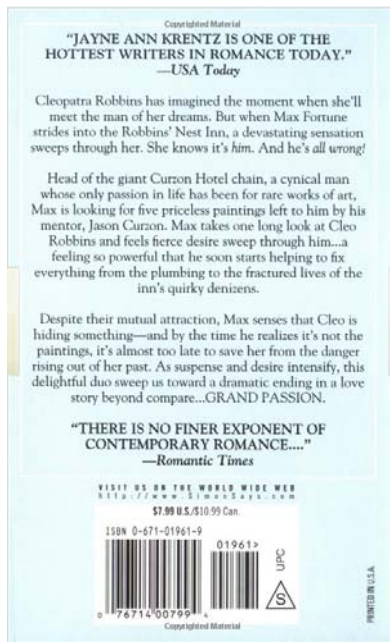 Copyrighted Material
"JAYNE ANN KRENTZ IS ONE OF THE
HOTTEST WRITERS IN ROMANCE TODAY."
—USA Today
Cleopatra Robbins has imagined the moment when she'll
meet the man of her dreams. But when Max Fortune
strides into the Robbins' Nest Inn, a devastating sensation
sweeps through her. She knows it's him. And he's all wrong!
Head of the giant Curzon Hotel chain, a cynical man
whose only passion in life has been for rare works of art,
Max is looking for five priceless paintings left to him by his
mentor, Jason Curzon. Max takes one long look at Cleo
Robbins and feels fierce desire sweep through him...a
feeling so powerful that he soon starts helping to fix
everything from the plumbing to the fractured lives of the
inn's quirky denizens.
Despite their mutual attraction, Max senses that Cleo is
hiding something—and by the time he realizes it's not the
paintings, it's almost too late to save her from the danger
rising out of her past. As suspense and desire intensify, this
delightful duo sweep us toward a dramatic ending in a love
story beyond compare...GRAND PASSION.
"THERE IS NO FINER EXPONENT OF
CONTEMPORARY ROMANCE...."
—Romantic Times
VISIT US ON THE WORLD WIDE WEB
http://www.SimonSays.com
$7.99 U.S./$10.99 Can.
ISBN 0-671-01961-9
01961>
0 76714 00799 4
UPC
S
PRINTED IN U.S.A.
Copyrighted Material